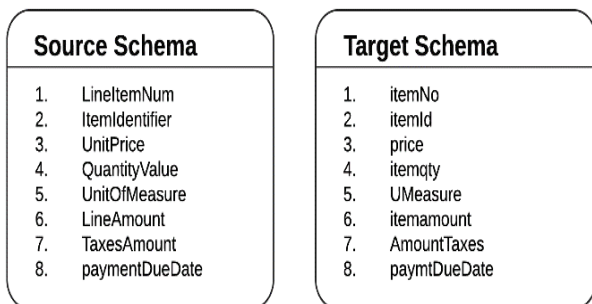 Source Schema
1. LineItemNum
2. ItemIdentifier
3. UnitPrice
4. QuantityValue
5. UnitOfMeasure
6. LineAmount
7. TaxesAmount
8. paymentDueDate
Target Schema
1. itemNo
2. itemId
3. price
4. itemqty
5. UMeasure
6. itemamount
7. AmountTaxes
8. paymtDueDate